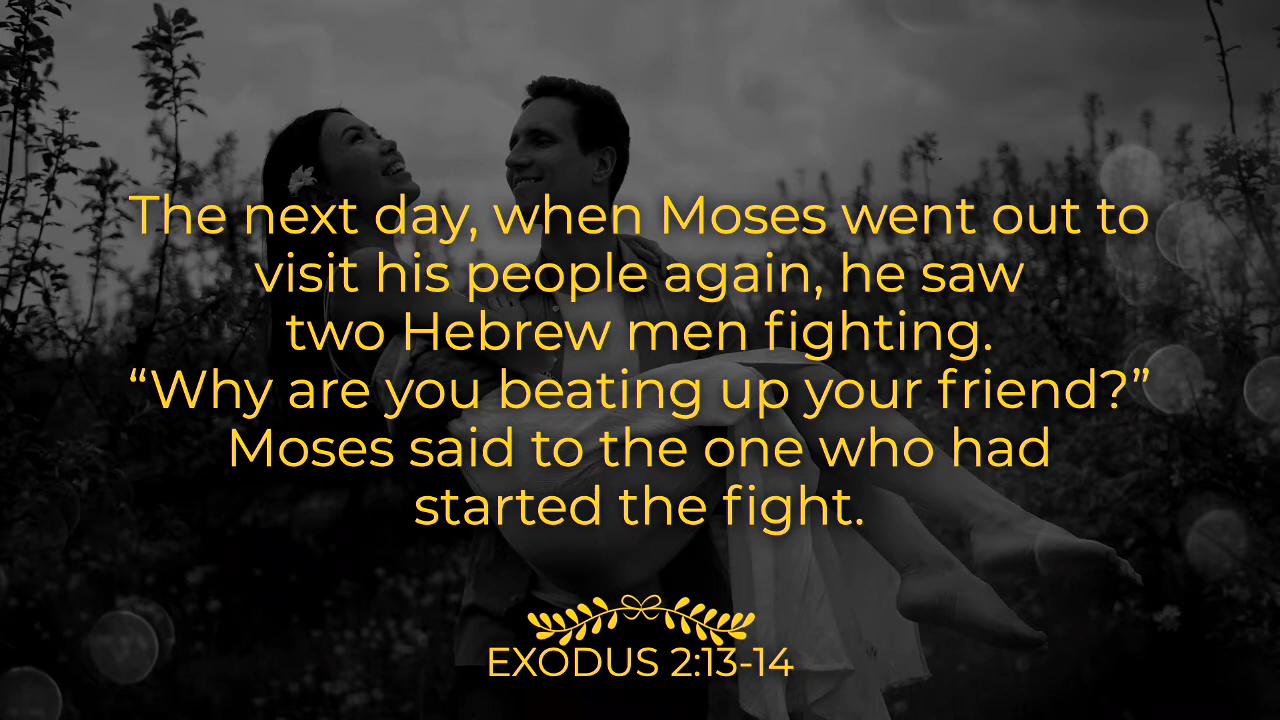 The next day, when Moses went out to
visit his people again, he saw
two Hebrew men fighting.
“Why are you beating up your friend?”
Moses said to the one who had
started the fight.
EXODUS 2:13-14